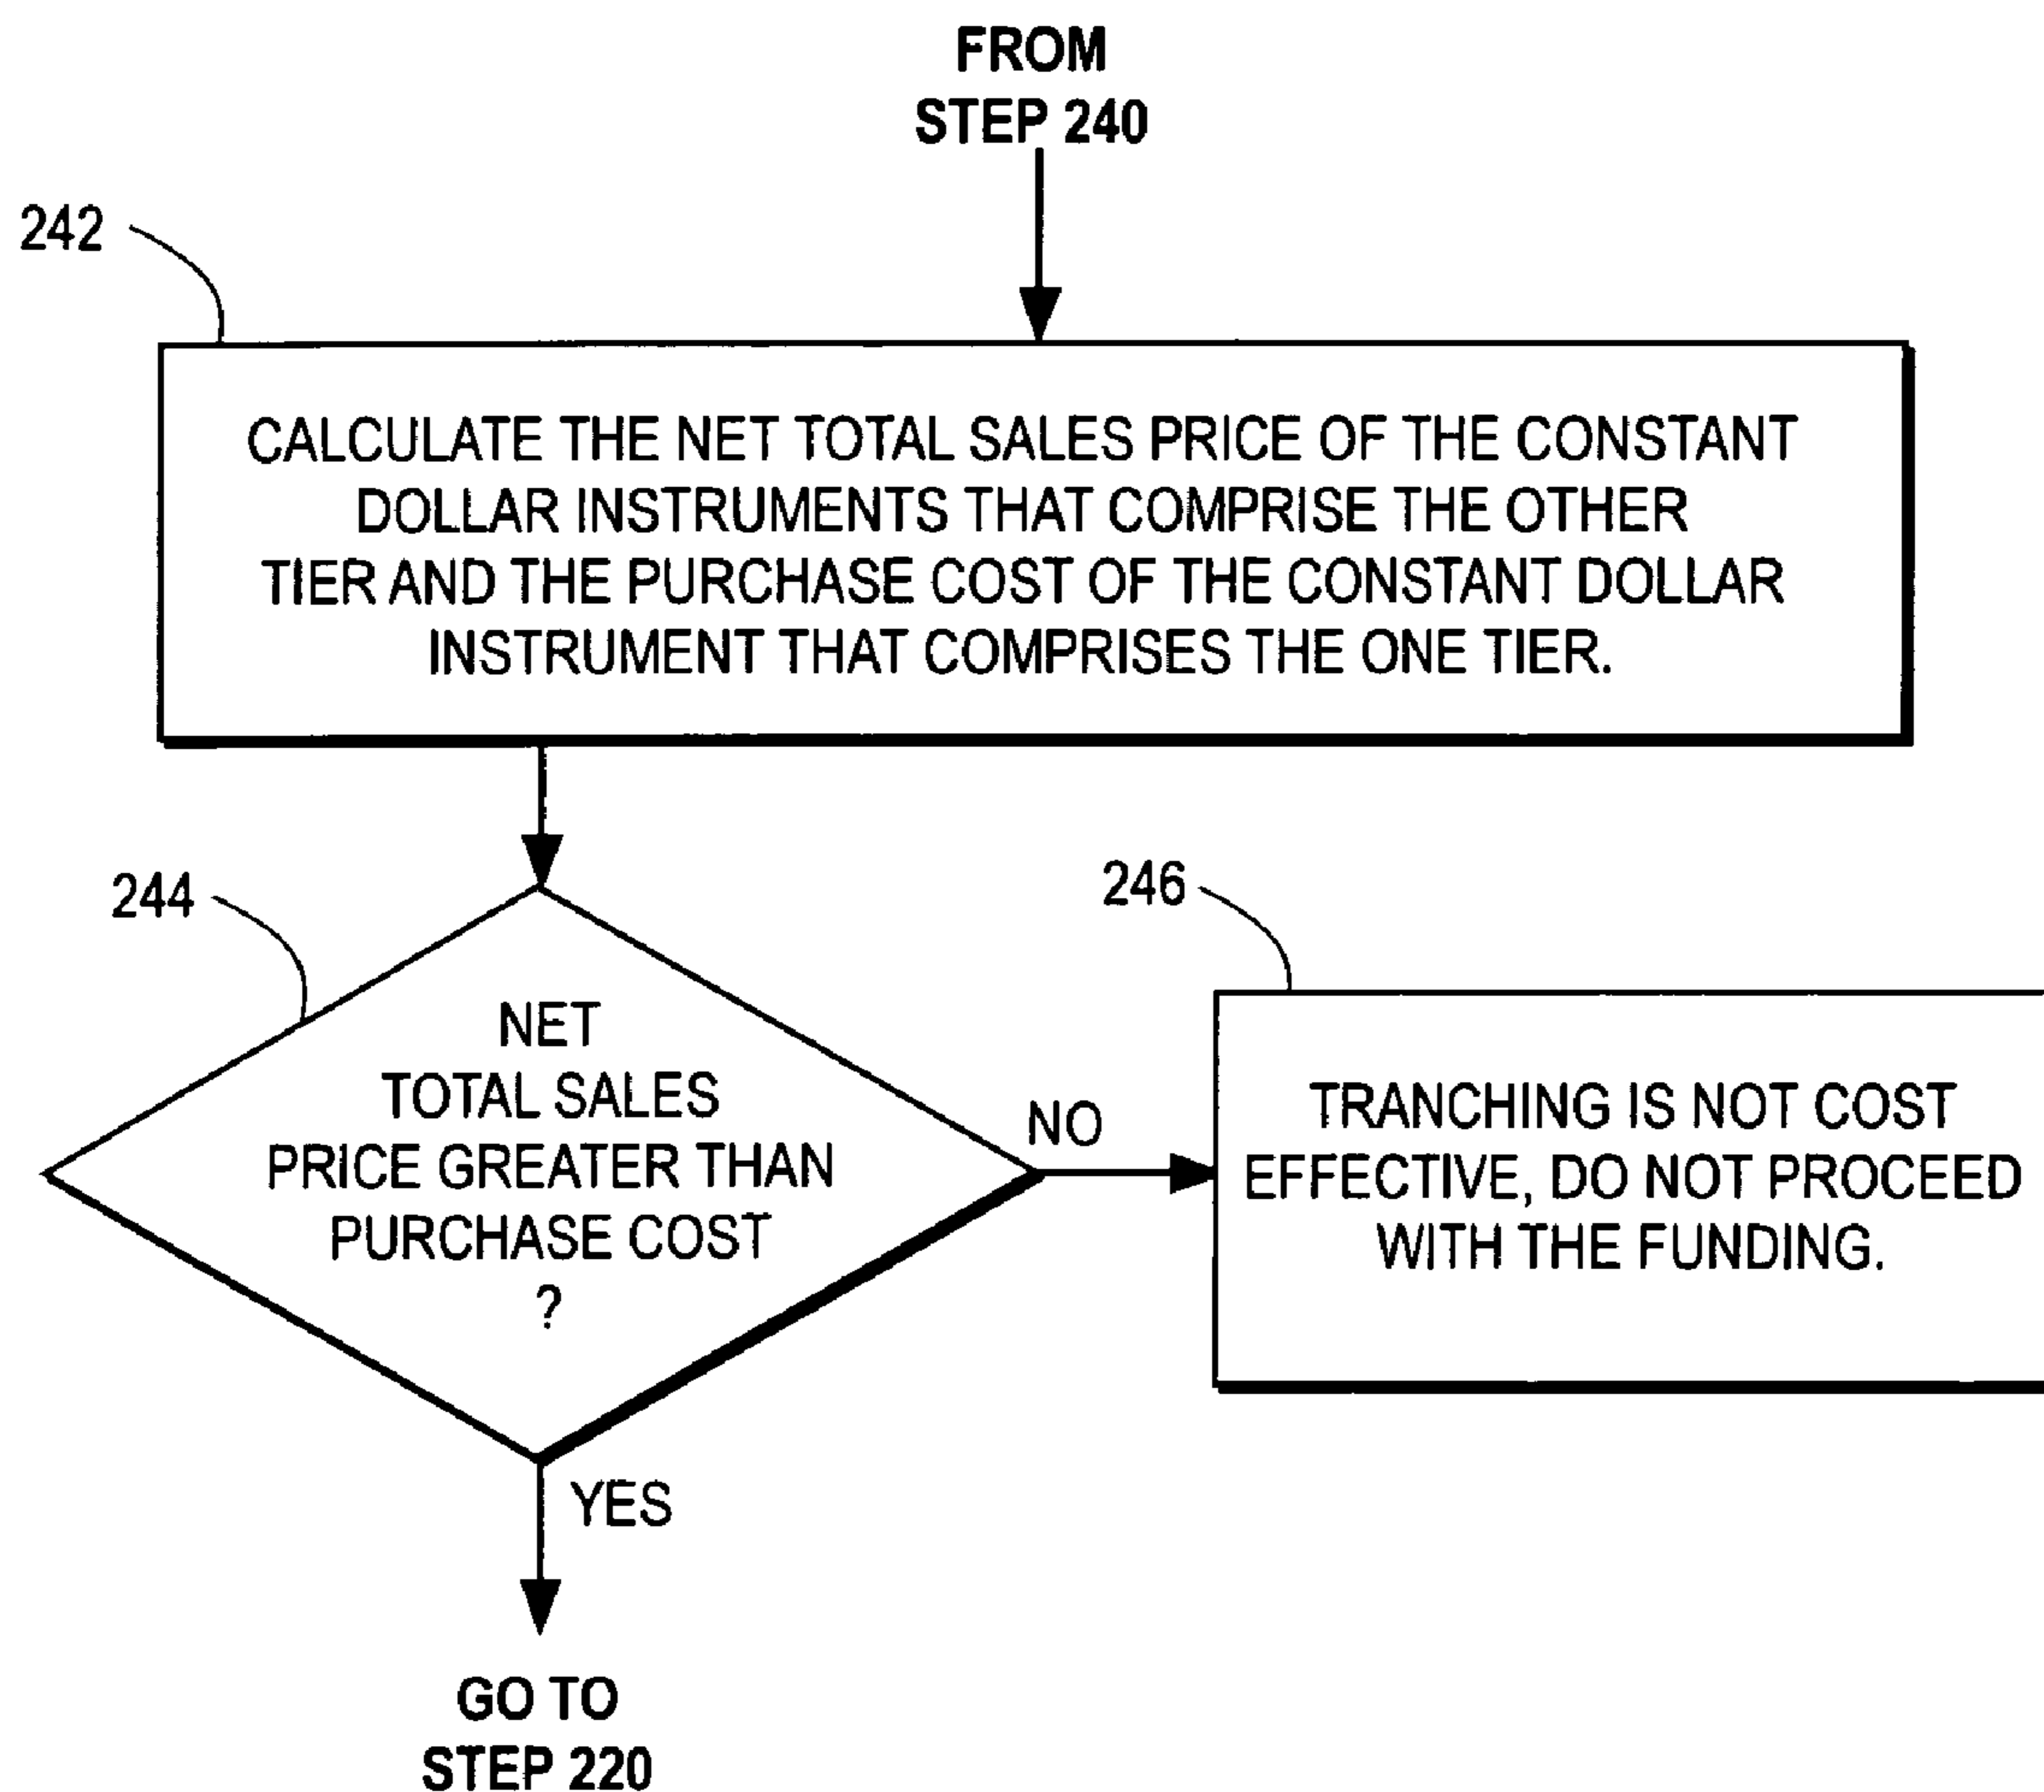 FROM
STEP 240
242
CALCULATE THE NET TOTAL SALES PRICE OF THE CONSTANT
DOLLAR INSTRUMENTS THAT COMPRISE THE OTHER
TIER AND THE PURCHASE COST OF THE CONSTANT DOLLAR
INSTRUMENT THAT COMPRISES THE ONE TIER.
244
NET
TOTAL SALES
PRICE GREATER THAN
PURCHASE COST
?
NO
246
TRANCHING IS NOT COST
EFFECTIVE, DO NOT PROCEED
WITH THE FUNDING.
YES
GO TO
STEP 220